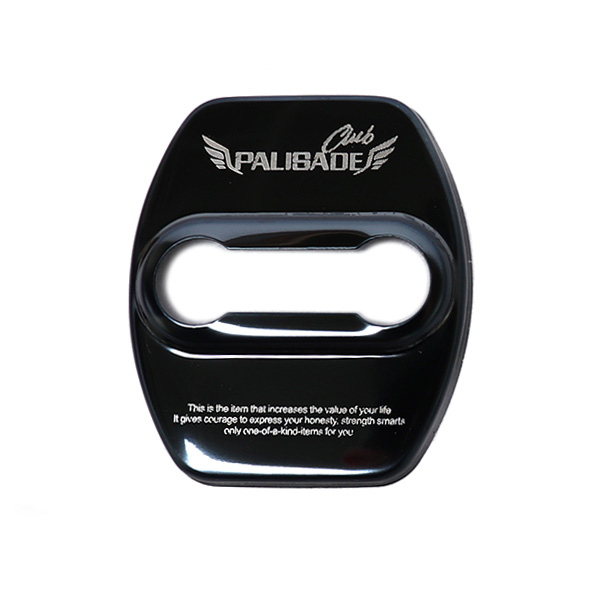 Club
PALISADE
This is the item that increases the value of your life
It gives courage to express your honesty, strength smarts
only one-of-a-kind-items for you